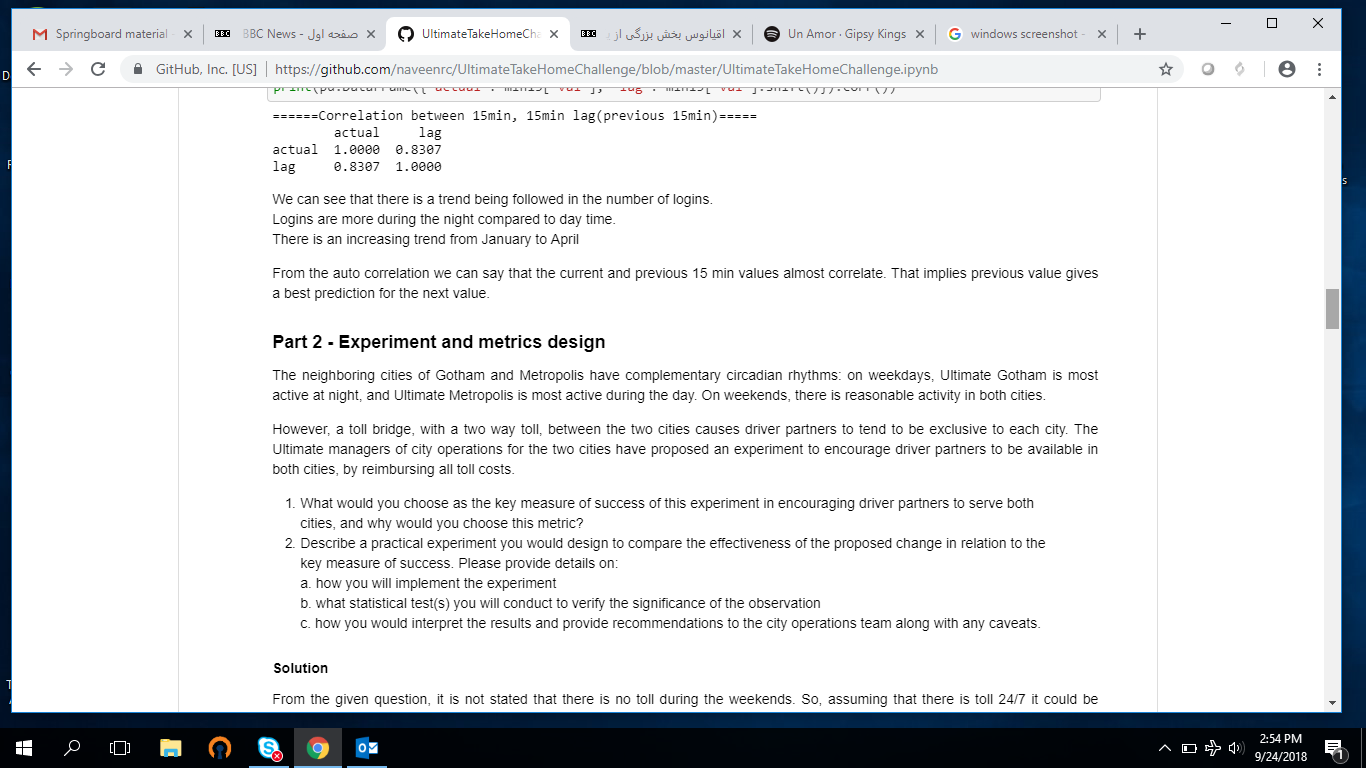 Springboard material
BBC BBC News - صفحه اول
UltimateTakeHomeCha
BBC اقیانوس بخش بزرگی از
Un Amor · Gipsy Kings
windows screenshot -
GitHub, Inc. [US] | https://github.com/naveenrc/UltimateTakeHomeChallenge/blob/master/UltimateTakeHomeChallenge.ipynb
print(pd.DataFrame({'actual': min15['val'], 'lag': min15['val'].shift()}).corr())
======Correlation between 15min, 15min lag(previous 15min)=====
actual lag
actual 1.0000 0.8307
lag 0.8307 1.0000
We can see that there is a trend being followed in the number of logins.
Logins are more during the night compared to day time.
There is an increasing trend from January to April
From the auto correlation we can say that the current and previous 15 min values almost correlate. That implies previous value gives
a best prediction for the next value.
Part 2 - Experiment and metrics design
The neighboring cities of Gotham and Metropolis have complementary circadian rhythms: on weekdays, Ultimate Gotham is most
active at night, and Ultimate Metropolis is most active during the day. On weekends, there is reasonable activity in both cities.
However, a toll bridge, with a two way toll, between the two cities causes driver partners to tend to be exclusive to each city. The
Ultimate managers of city operations for the two cities have proposed an experiment to encourage driver partners to be available in
both cities, by reimbursing all toll costs.
1. What would you choose as the key measure of success of this experiment in encouraging driver partners to serve both
cities, and why would you choose this metric?
2. Describe a practical experiment you would design to compare the effectiveness of the proposed change in relation to the
key measure of success. Please provide details on:
a. how you will implement the experiment
b. what statistical test(s) you will conduct to verify the significance of the observation
c. how you would interpret the results and provide recommendations to the city operations team along with any caveats.
Solution
From the given question, it is not stated that there is no toll during the weekends. So, assuming that there is toll 24/7 it could be
2:54 PM
9/24/2018
1